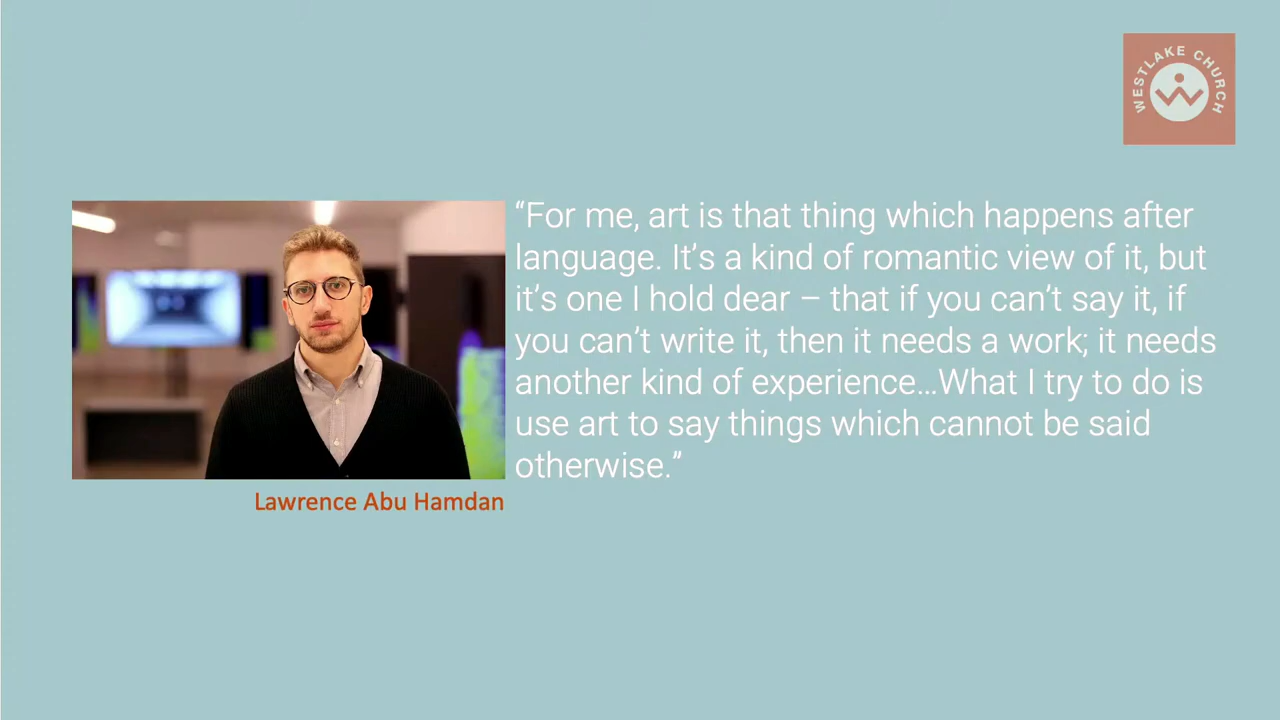 WESTLAKE CHURCH
“For me, art is that thing which happens after
language. It’s a kind of romantic view of it, but
it’s one I hold dear – that if you can’t say it, if
you can’t write it, then it needs a work; it needs
another kind of experience…What I try to do is
use art to say things which cannot be said
otherwise.”
Lawrence Abu Hamdan